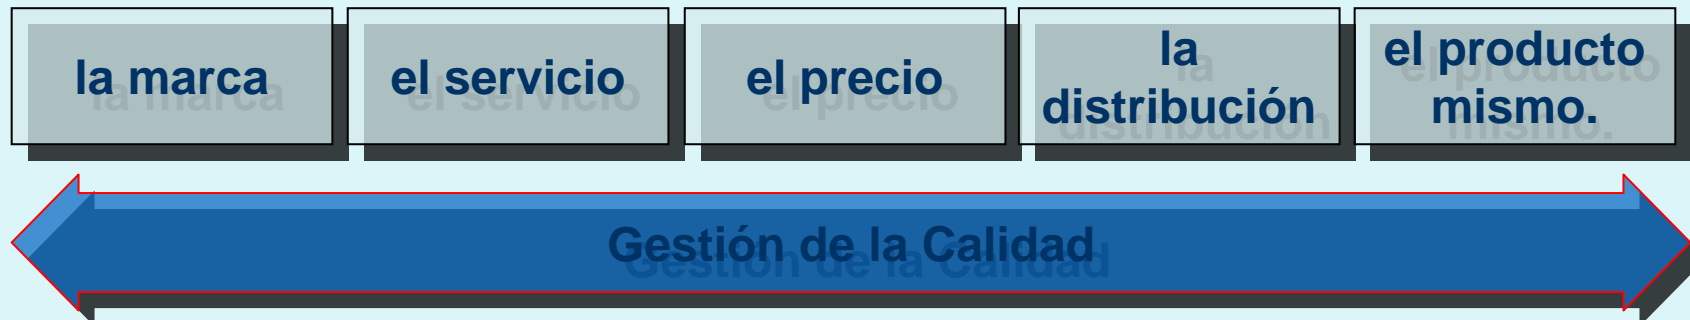 la marca
el servicio
el precio
la
distribución
el producto
mismo.
Gestión de la Calidad